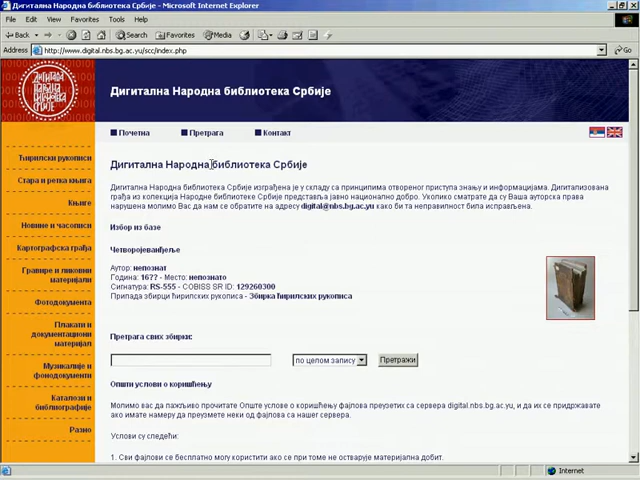 Дигитална Народна библиотека Србије - Microsoft Internet Explorer
File Edit View Favorites Tools Help
Back Search Favorites Media
Address http://www.digital.nbs.bg.ac.yu/scc/index.php Go
Дигитална Народна библиотека Србије
Почетна Претрага Контакт
Ћирилски рукописи
Стара и ретка књига
Књиге
Новине и часописи
Картографска грађа
Гравире и ликовни
материјали
Фотодокумента
Плакати и
документациони
материјал
Музикалије и
фонодокументи
Каталози и
библиографије
Разно
Дигитална Народна библиотека Србије
Дигитална Народна библиотека Србије изграђена је у складу са принципима отвореног приступа знању и информацијама. Дигитализована
грађа из колекција Народне библиотеке Србије представља јавно национално добро. Уколико сматрате да су Ваша ауторска права
нарушена молимо Вас да нам се обратите на адресу digital@nbs.bg.ac.yu како би та неправилност била исправљена.
Избор из базе
Четворојеванђеље
Аутор: непознат
Година: 16?? - Место: непознато
Сигнатура: RS-555 - COBISS SR ID: 129260300
Припада збирци ћирилских рукописа - Збирка ћирилских рукописа
Претрага свих збирки:
по целом запису Претражи
Општи услови о коришћењу
Молимо вас да пажљиво прочитате Опште услове о коришћењу фајлова преузетих са сервера digital.nbs.bg.ac.yu, и да их се придржавате
ако имате намеру да преузмете неки од фајлова са нашег сервера.
Услови су следећи:
1. Сви фајлови се бесплатно могу користити ако се при томе не остварује материјална добит.
Internet